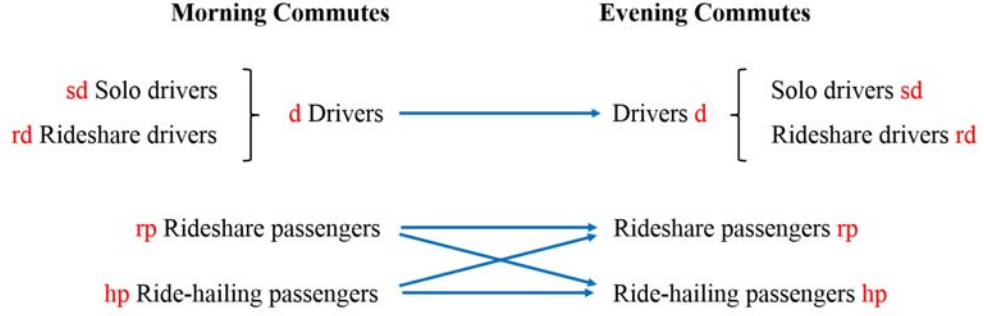 Morning Commutes
Evening Commutes
sd Solo drivers
rd Rideshare drivers
d Drivers
Drivers d
Solo drivers sd
Rideshare drivers rd
rp Rideshare passengers
Rideshare passengers rp
hp Ride-hailing passengers
Ride-hailing passengers hp